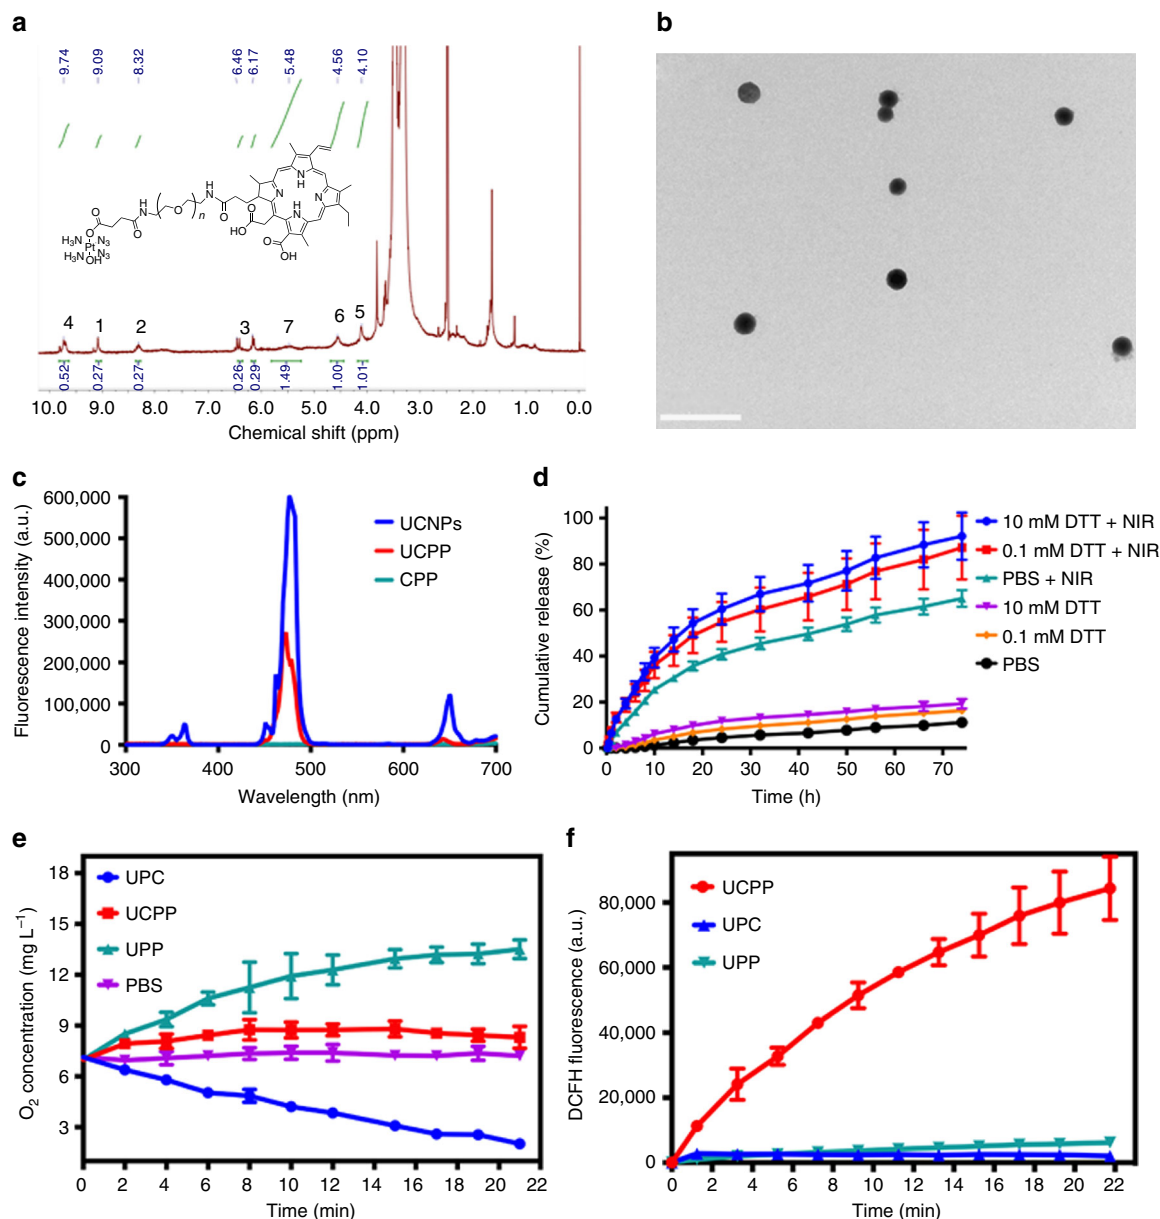 a
9.74 9.09 8.32 6.46 6.17 5.48 4.56 4.10
H N N
O H N O n H N O N N H N
O O O HO O OH
H3N N3
Pt
H3N N3
OH
4 1 2 3 7 6 5
0.52 0.27 0.27 0.26 0.29 1.49 1.00 1.01
10.0 9.0 8.0 7.0 6.0 5.0 4.0 3.0 2.0 1.0 0.0
Chemical shift (ppm)
b
c
Fluorescence intensity (a.u.)
600,000
500,000
400,000
300,000
200,000
100,000
0
300 400 500 600 700
Wavelength (nm)
UCNPs
UCPP
CPP
d
Cumulative release (%)
100
80
60
40
20
0
0 10 20 30 40 50 60 70
Time (h)
10 mM DTT + NIR
0.1 mM DTT + NIR
PBS + NIR
10 mM DTT
0.1 mM DTT
PBS
e
O2 concentration (mg L−1)
18
15
12
9
6
3
0 2 4 6 8 10 12 14 16 18 20 22
Time (min)
UPC
UCPP
UPP
PBS
f
DCFH fluorescence (a.u.)
80,000
60,000
40,000
20,000
0
0 2 4 6 8 10 12 14 16 18 20 22
Time (min)
UCPP
UPC
UPP